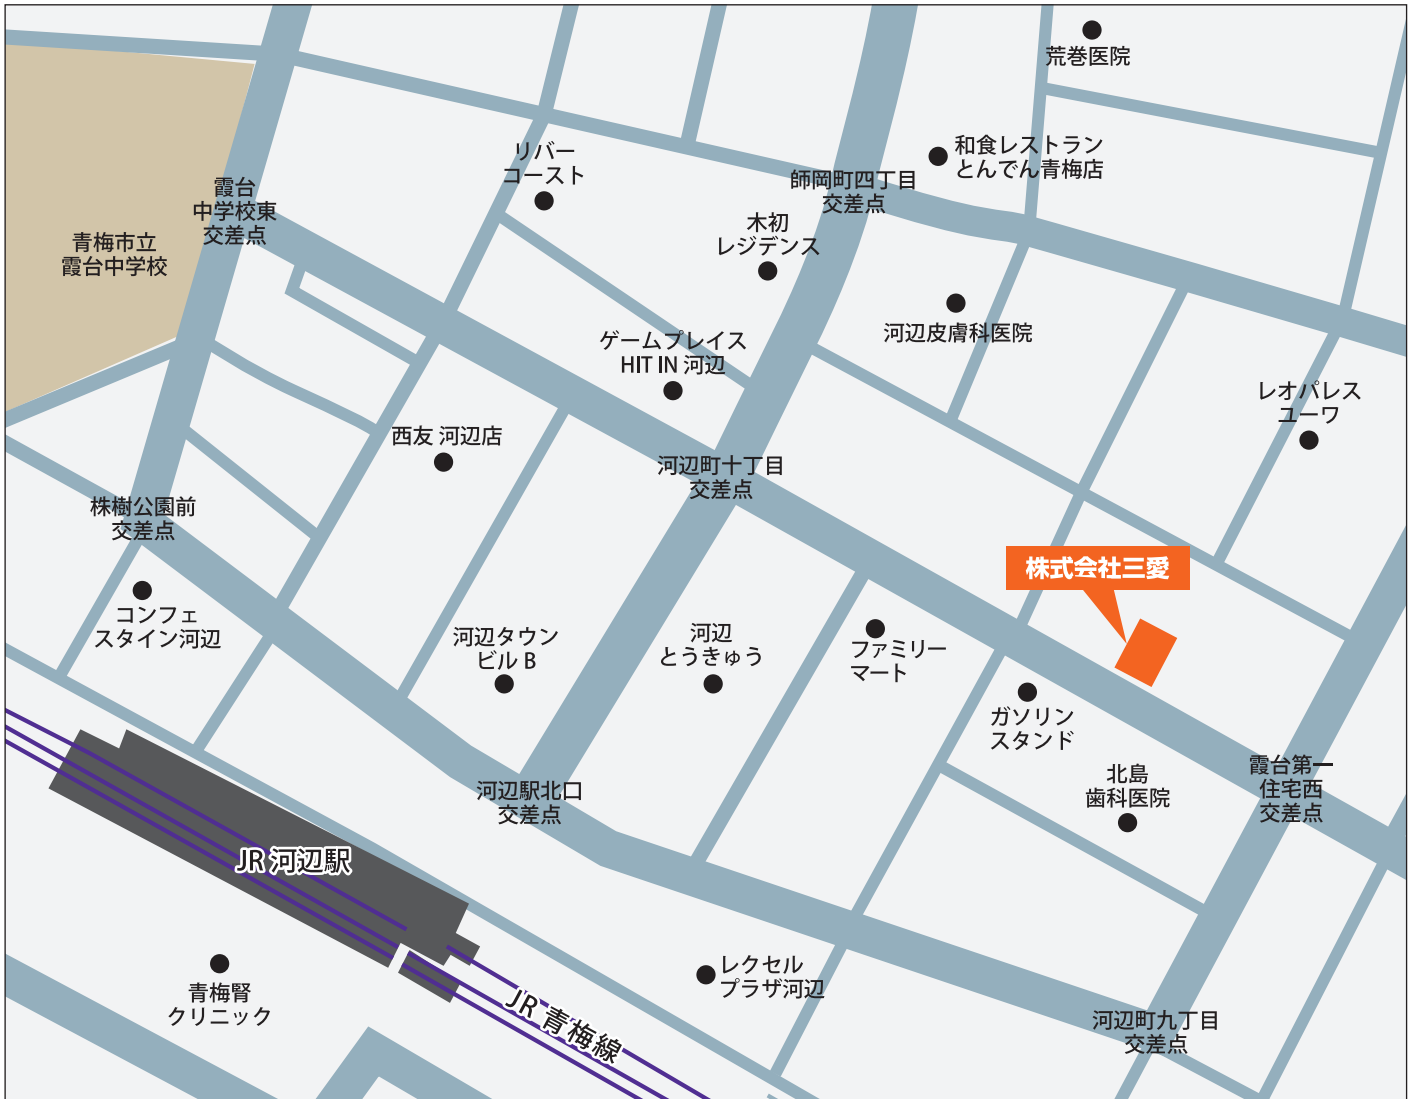 荒巻医院
和食レストラン
とんでん青梅店
リバー
コースト
師岡町四丁目
交差点
霞台
中学校東
交差点
木初
レジデンス
青梅市立
霞台中学校
河辺皮膚科医院
ゲームプレイス
HIT IN 河辺
レオパレス
ユーワ
西友 河辺店
河辺町十丁目
交差点
株樹公園前
交差点
株式会社三愛
コンフェ
スタイン河辺
河辺タウン
ビル B
河辺
とうきゅう
ファミリー
マート
ガソリン
スタンド
霞台第一
住宅西
交差点
北島
歯科医院
河辺駅北口
交差点
JR 河辺駅
レクセル
プラザ河辺
青梅腎
クリニック
JR 青梅線
河辺町九丁目
交差点